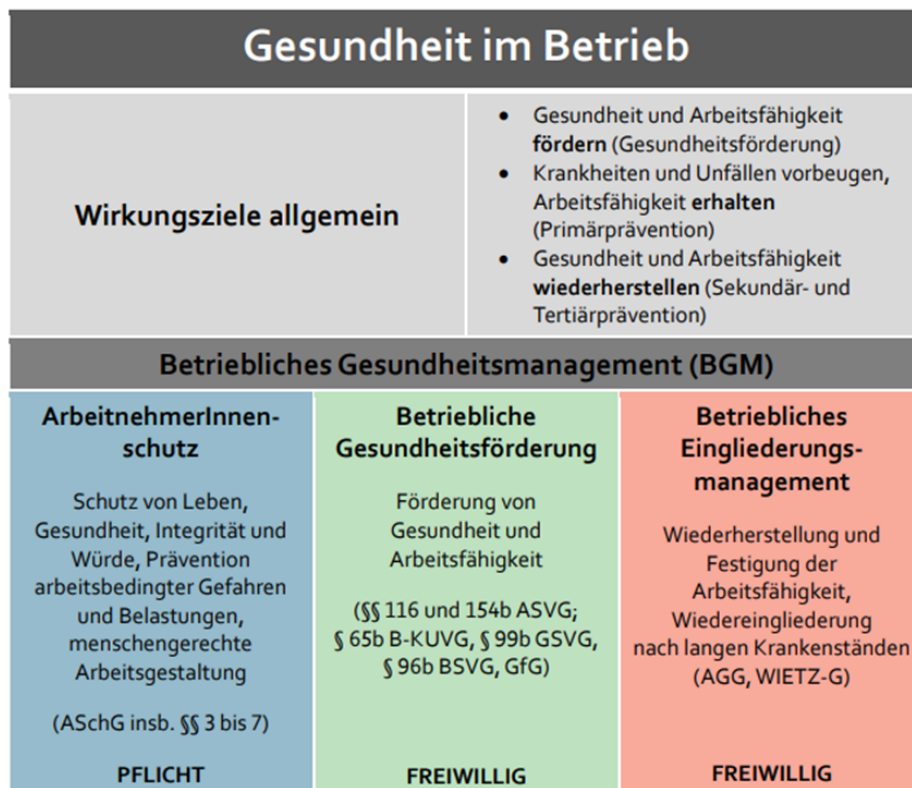 Gesundheit im Betrieb
Wirkungsziele allgemein
• Gesundheit und Arbeitsfähigkeit
fördern (Gesundheitsförderung)
• Krankheiten und Unfällen vorbeugen,
Arbeitsfähigkeit erhalten
(Primärprävention)
• Gesundheit und Arbeitsfähigkeit
wiederherstellen (Sekundär- und
Tertiärprävention)
Betriebliches Gesundheitsmanagement (BGM)
ArbeitnehmerInnen-
schutz
Schutz von Leben,
Gesundheit, Integrität und
Würde, Prävention
arbeitsbedingter Gefahren
und Belastungen,
menschengerechte
Arbeitsgestaltung
(ASchG insb. §§ 3 bis 7)
PFLICHT
Betriebliche
Gesundheitsförderung
Förderung von
Gesundheit und
Arbeitsfähigkeit
(§§ 116 und 154b ASVG;
§ 65b B-KUVG, § 99b GSVG,
§ 96b BSVG, GfG)
FREIWILLIG
Betriebliches
Eingliederungs-
management
Wiederherstellung und
Festigung der
Arbeitsfähigkeit,
Wiedereingliederung
nach langen Krankenständen
(AGG, WIETZ-G)
FREIWILLIG